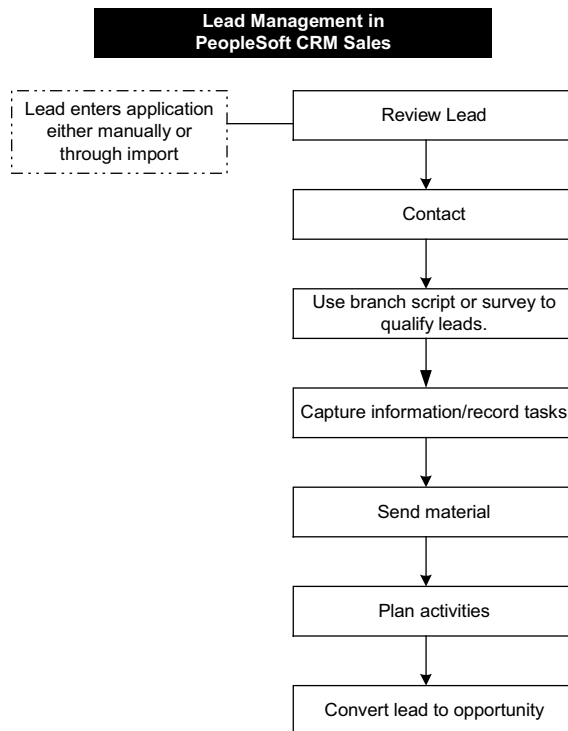 Lead Management in
PeopleSoft CRM Sales
Lead enters application
either manually or
through import
Review Lead
Contact
Use branch script or survey to
qualify leads.
Capture information/record tasks
Send material
Plan activities
Convert lead to opportunity